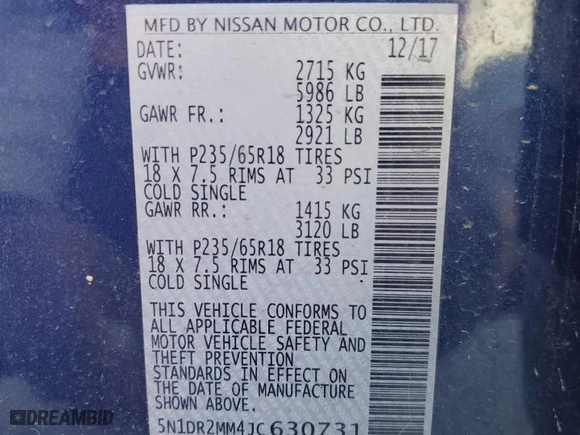 MFD BY NISSAN MOTOR CO., LTD.
DATE: 12/17
GVWR: 2715 KG
5986 LB
GAWR FR.: 1325 KG
2921 LB
WITH P235/65R18 TIRES
18 X 7.5 RIMS AT 33 PSI
COLD SINGLE
GAWR RR.: 1415 KG
3120 LB
WITH P235/65R18 TIRES
18 X 7.5 RIMS AT 33 PSI
COLD SINGLE
THIS VEHICLE CONFORMS TO
ALL APPLICABLE FEDERAL
MOTOR VEHICLE SAFETY AND
THEFT PREVENTION
STANDARDS IN EFFECT ON
THE DATE OF MANUFACTURE
SHOWN ABOVE.
5N1DR2MM4JC630731
DREAMBID